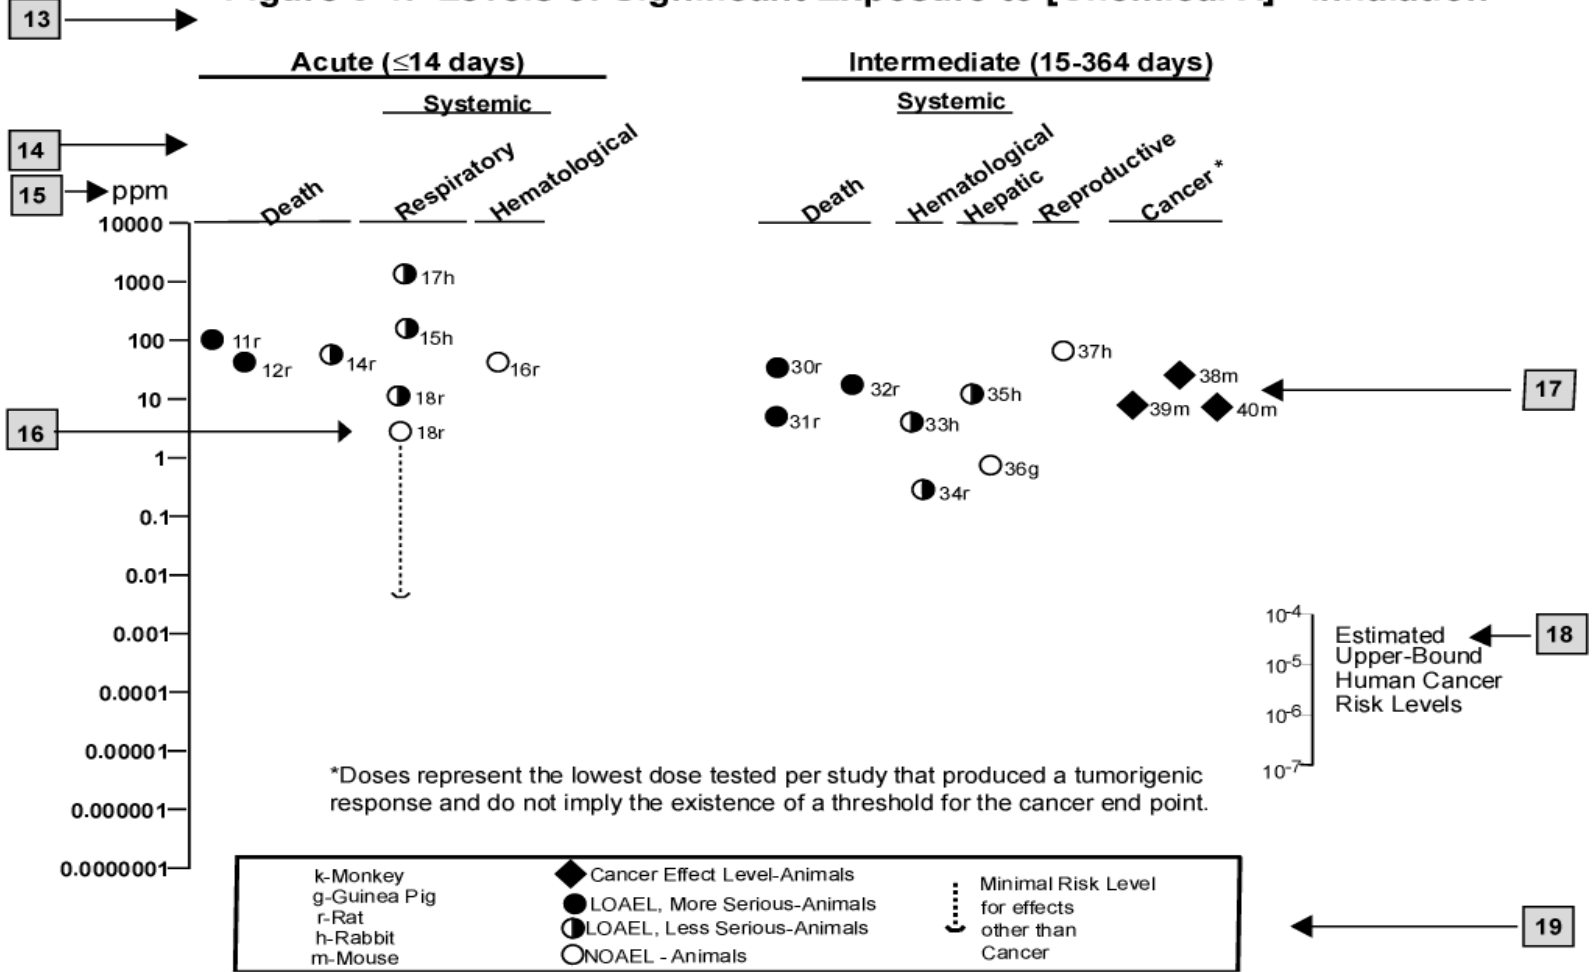 13
Acute (≤14 days)
Intermediate (15-364 days)
Systemic
Systemic
14
15
ppm
Death
Respiratory
Hematological
Death
Hematological
Hepatic
Reproductive
Cancer *
10000
1000
100
10
1
0.1
0.01
0.001
0.0001
0.00001
0.000001
0.0000001
17h
11r
12r
14r
15h
16r
18r
16
18r
30r
32r
31r
33h
34r
35h
36g
37h
38m
39m
40m
17
10-4
10-5
10-6
10-7
Estimated
Upper-Bound
Human Cancer
Risk Levels
18
*Doses represent the lowest dose tested per study that produced a tumorigenic
response and do not imply the existence of a threshold for the cancer end point.
k-Monkey
g-Guinea Pig
r-Rat
h-Rabbit
m-Mouse
Cancer Effect Level-Animals
LOAEL, More Serious-Animals
LOAEL, Less Serious-Animals
NOAEL - Animals
Minimal Risk Level
for effects
other than
Cancer
19